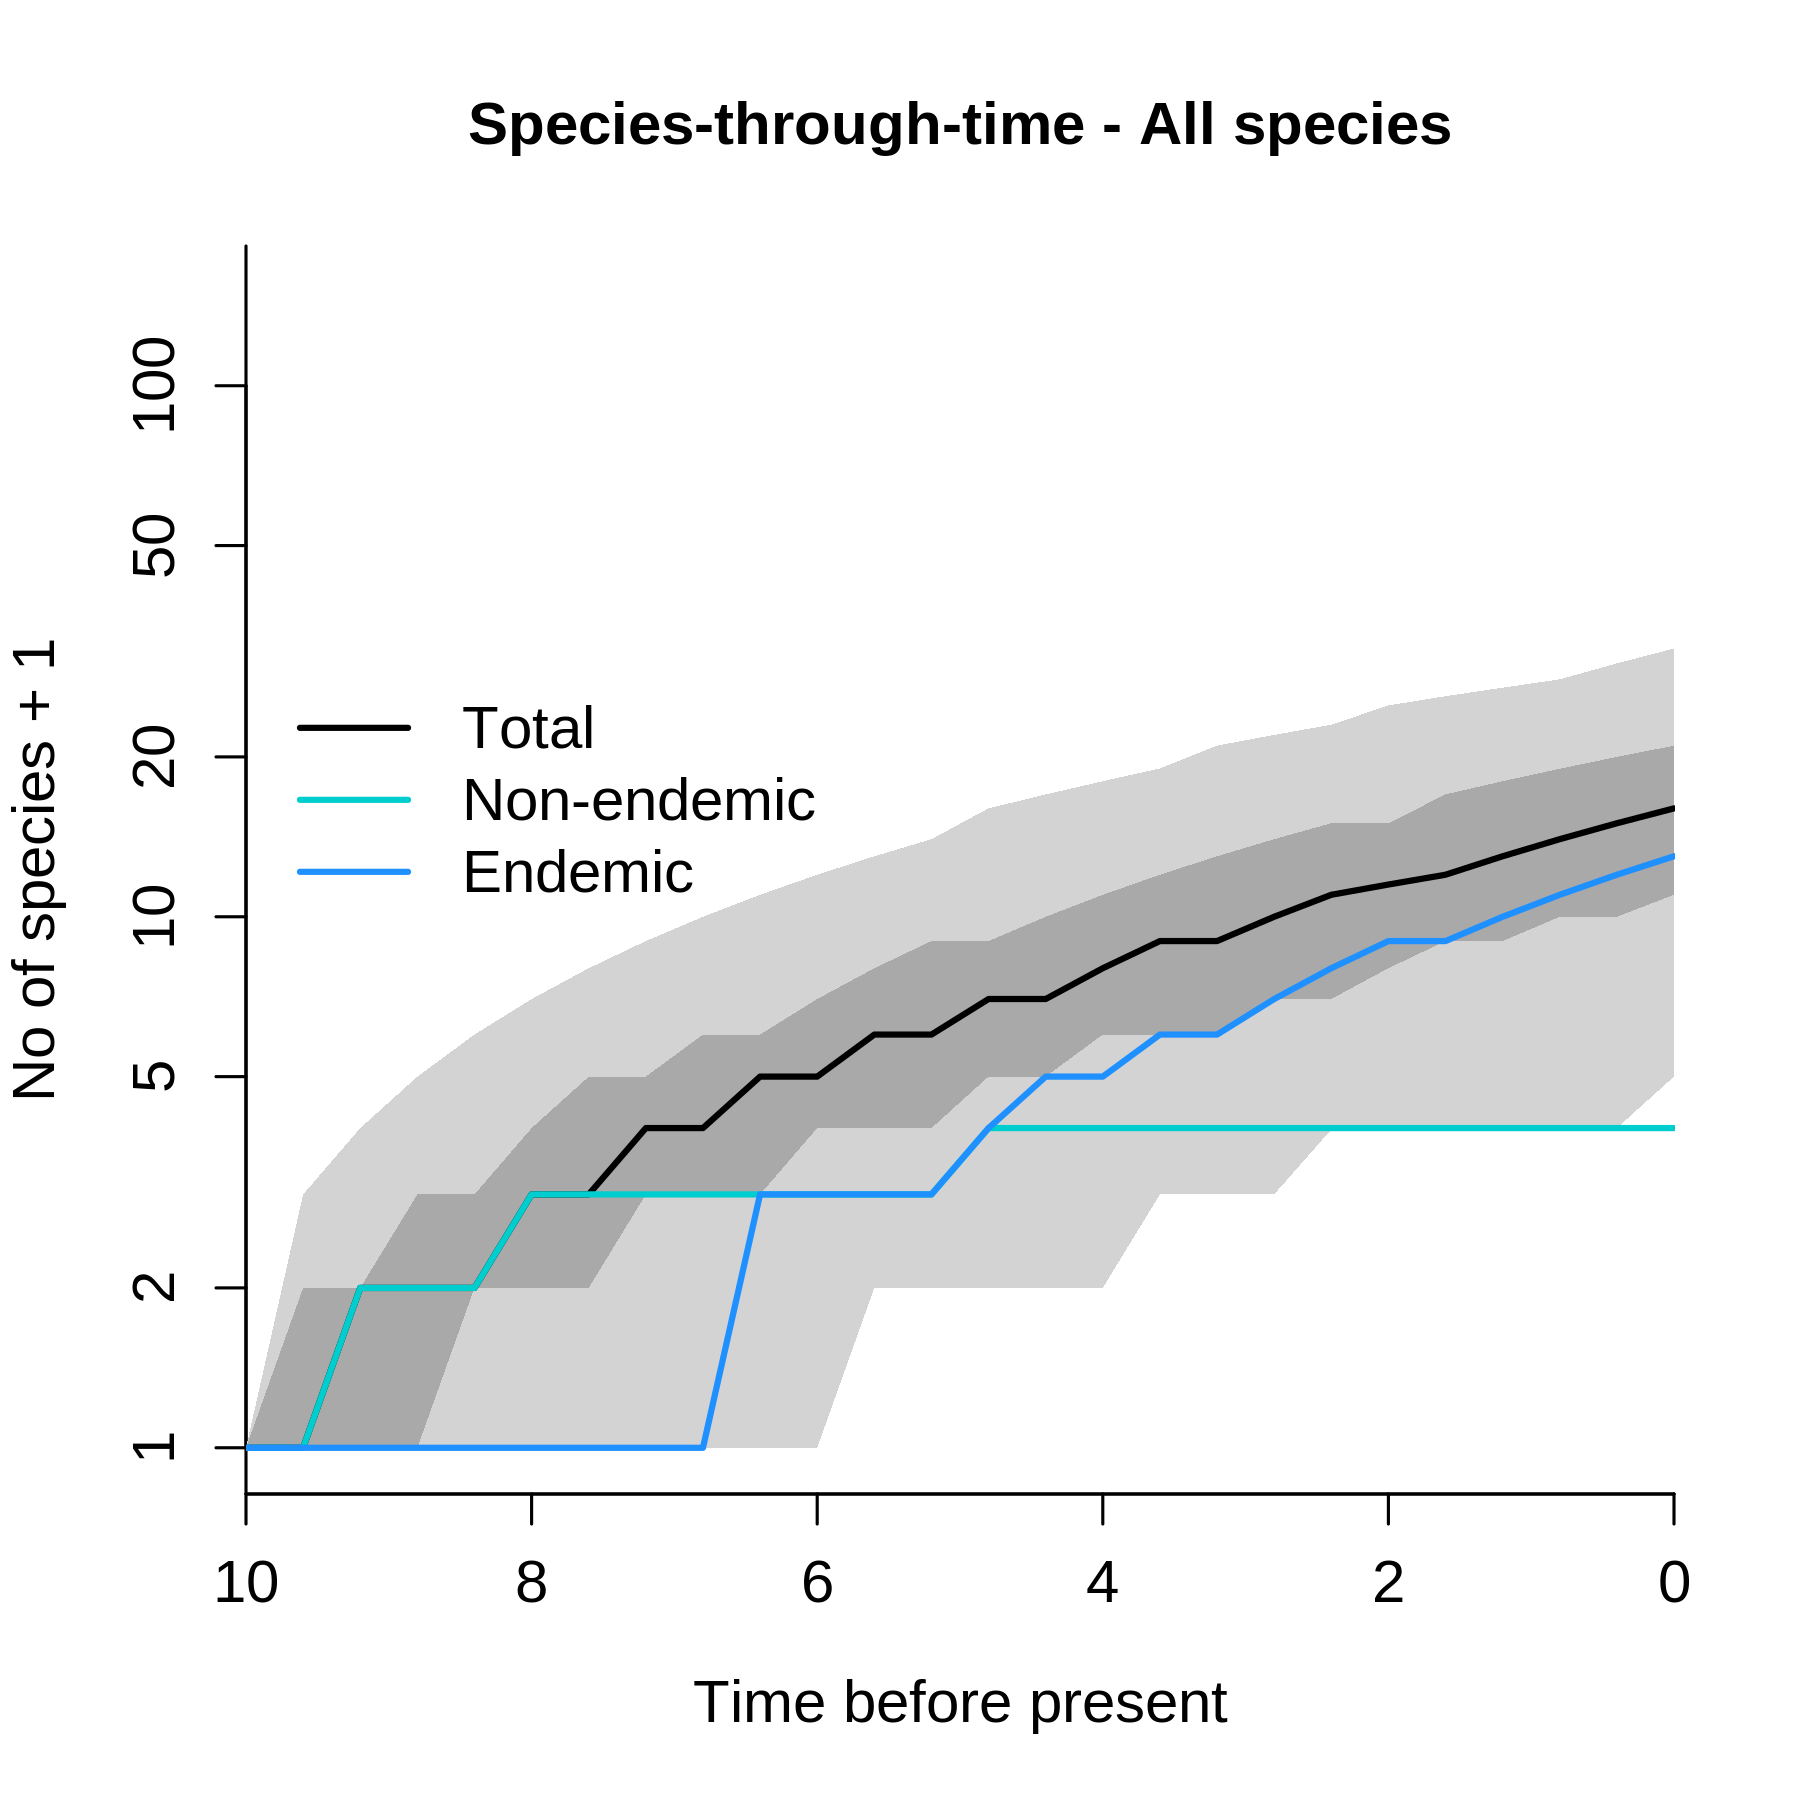 Species-through-time - All species
No of species + 1
100
50
20
10
5
2
1
Total
Non-endemic
Endemic
10 8 6 4 2 0
Time before present